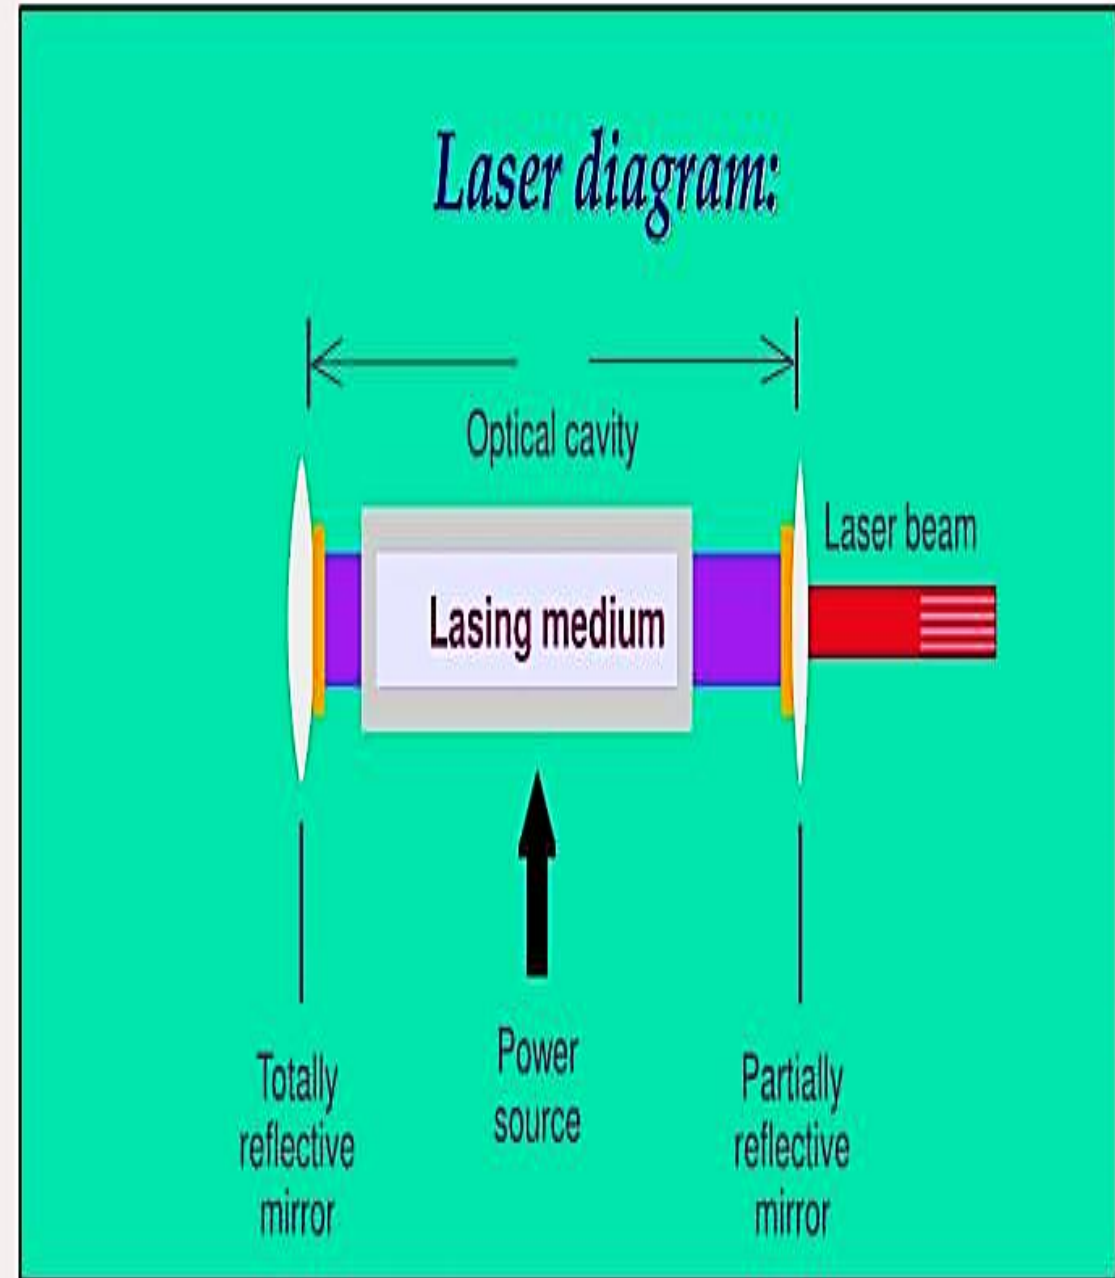 Laser diagram:
Optical cavity
Laser beam
Lasing medium
Totally
reflective
mirror
Power
source
Partially
reflective
mirror